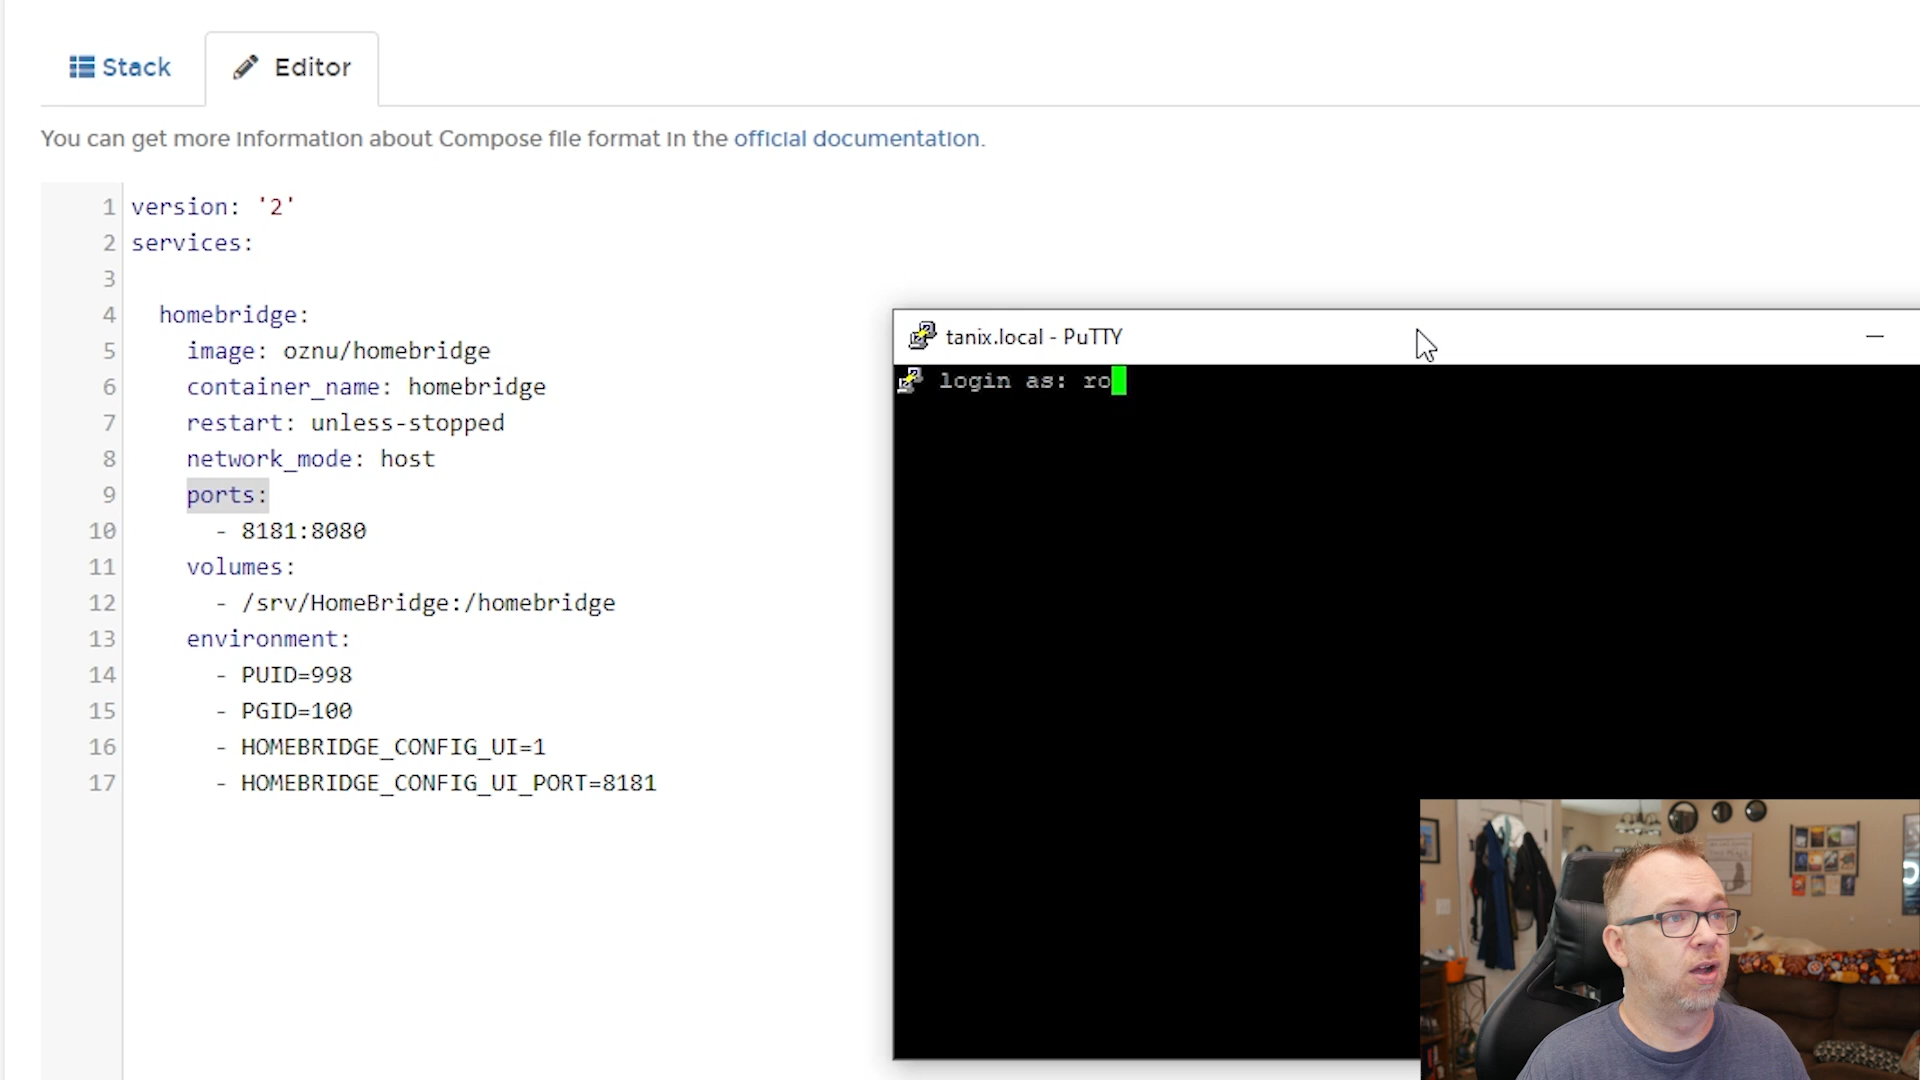 Stack
Editor
You can get more information about Compose file format in the official documentation.
1 version: '2'
2 services:
3
4 homebridge:
5 image: oznu/homebridge
6 container_name: homebridge
7 restart: unless-stopped
8 network_mode: host
9 ports:
10 - 8181:8080
11 volumes:
12 - /srv/HomeBridge:/homebridge
13 environment:
14 - PUID=998
15 - PGID=100
16 - HOMEBRIDGE_CONFIG_UI=1
17 - HOMEBRIDGE_CONFIG_UI_PORT=8181
tanix.local - PuTTY
login as: ro